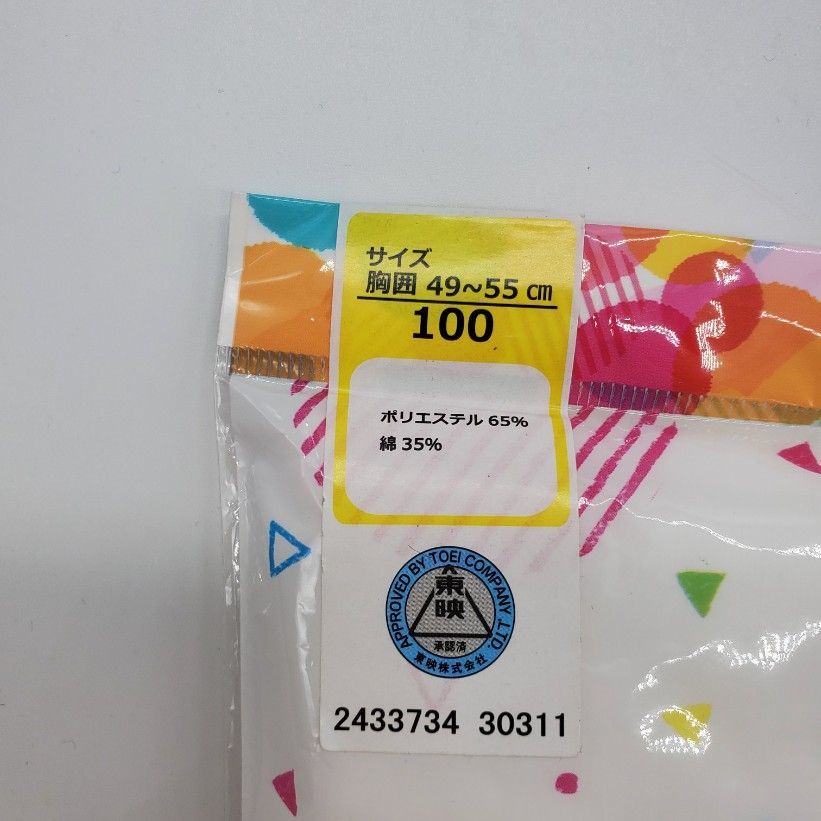 サイズ
胸囲 49~55 ㎝
100
ポリエステル 65%
綿 35%
APPROVED BY TOEI COMPANY ,LTD.
東映
承認済
東映株式会社
2433734 30311